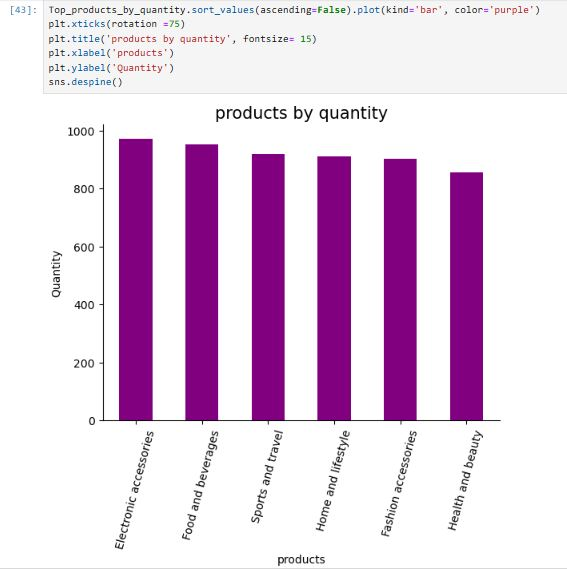 [43]: Top_products_by_quantity.sort_values(ascending=False).plot(kind='bar', color='purple')
plt.xticks(rotation =75)
plt.title('products by quantity', fontsize= 15)
plt.xlabel('products')
plt.ylabel('Quantity')
sns.despine()
products by quantity
1000
800
600
400
200
0
Quantity
Electronic accessories
Food and beverages
Sports and travel
Home and lifestyle
Fashion accessories
Health and beauty
products